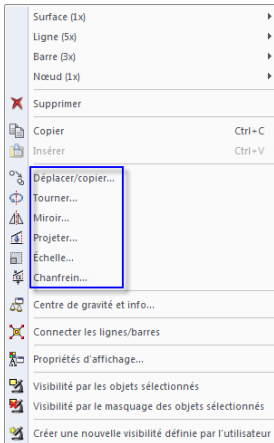 Surface (1x)
Ligne (5x)
Barre (3x)
Nœud (1x)
Supprimer
Copier Ctrl+C
Insérer Ctrl+V
Déplacer/copier...
Tourner...
Miroir...
Projeter...
Échelle...
Chanfrein...
Centre de gravité et info...
Connecter les lignes/barres
Propriétés d'affichage...
Visibilité par les objets sélectionnés
Visibilité par le masquage des objets sélectionnés
Créer une nouvelle visibilité définie par l'utilisateur